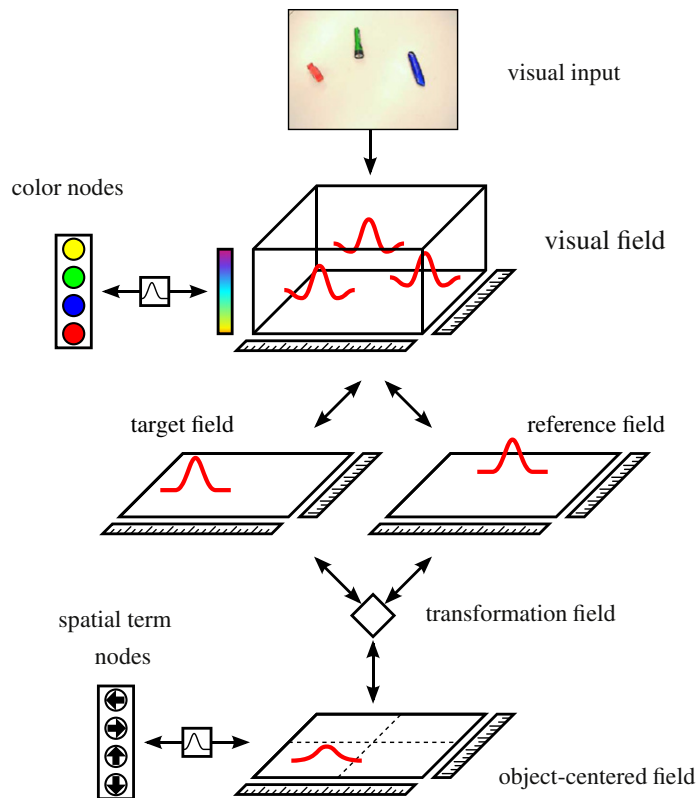 visual input
color nodes
visual field
target field
reference field
transformation field
spatial term
nodes
object-centered field